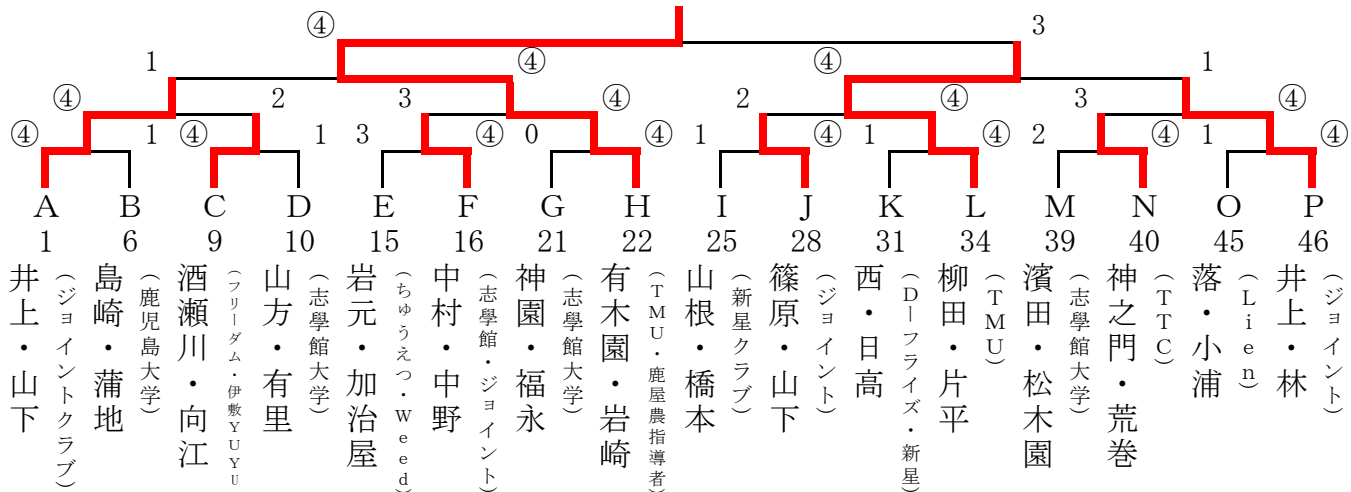 ④ 3
1 ④ ④ 1
④ 2 3 ④ 2 ④ 3 ④
④ 1 ④ 1 3 ④ 0 ④ 1 ④ 1 ④ 2 ④ 1 ④
A B C D E F G H I J K L M N O P
1 6 9 10 15 16 21 22 25 28 31 34 39 40 45 46
井上・山下
(ジョイントクラブ)
島崎・蒲地
(鹿児島大学)
酒瀬川・向江
(フリーダム・伊敷YUYU
山方・有里
(志學館大学)
岩元・加治屋
(ちゅうえつ・Weed)
中村・中野
(志學館・ジョイント)
神園・福永
(志學館大学)
有木園・岩崎
(TMU・鹿屋農指導者)
山根・橋本
(新星クラブ)
篠原・山下
(ジョイント)
西・日高
(Dーフライズ・新星)
柳田・片平
(TMU)
濱田・松木園
(志學館大学)
神之門・荒巻
(TTC)
落・小浦
(Lien)
井上・林
(ジョイント)